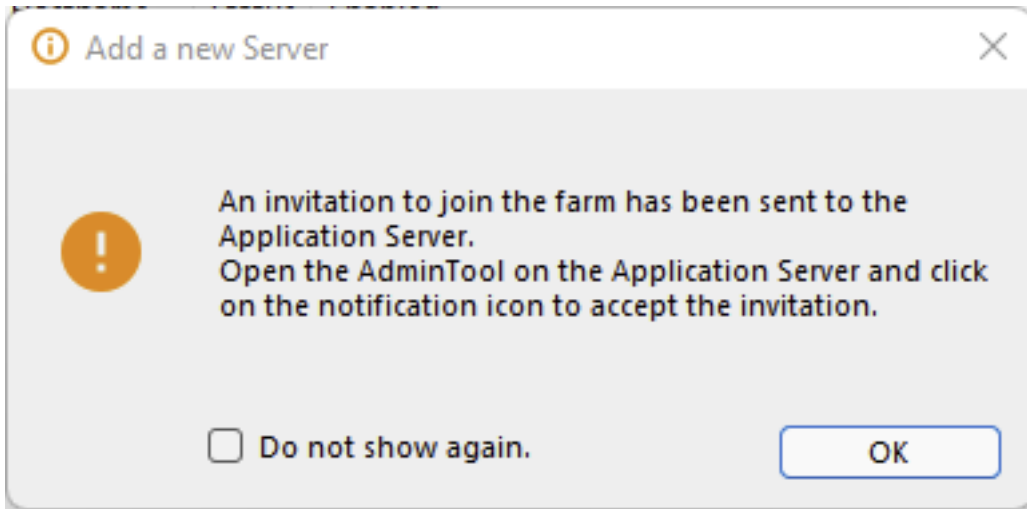 Add a new Server
An invitation to join the farm has been sent to the
Application Server.
Open the AdminTool on the Application Server and click
on the notification icon to accept the invitation.
Do not show again.
OK